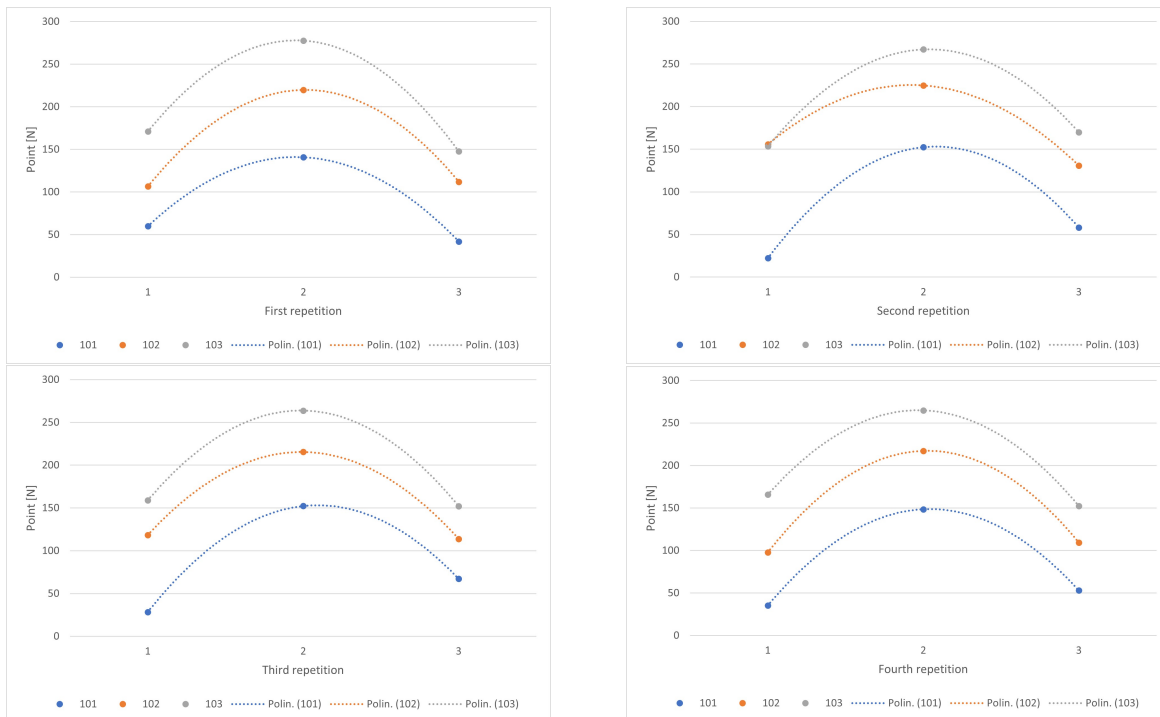 300
250
200
150
100
50
0
Point [N]
1 2 3
First repetition
101 102 103 Polin. (101) Polin. (102) Polin. (103)
300
250
200
150
100
50
0
Point [N]
1 2 3
Second repetition
101 102 103 Polin. (101) Polin. (102) Polin. (103)
300
250
200
150
100
50
0
Point [N]
1 2 3
Third repetition
101 102 103 Polin. (101) Polin. (102) Polin. (103)
300
250
200
150
100
50
0
Point [N]
1 2 3
Fourth repetition
101 102 103 Polin. (101) Polin. (102) Polin. (103)